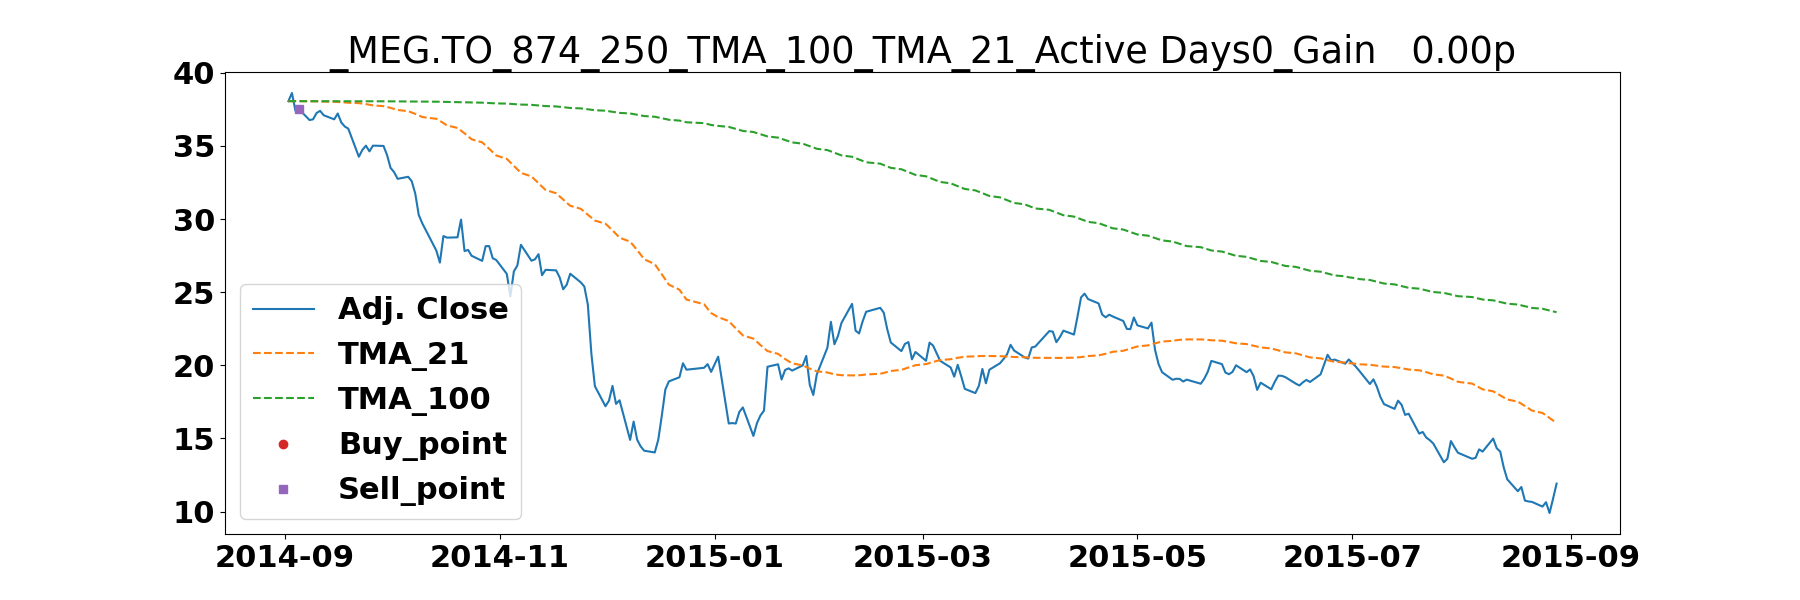 _MEG.TO_874_250_TMA_100_TMA_21_Active Days0_Gain   0.00p
40
35
30
25
20
15
10
Adj. Close
TMA_21
TMA_100
Buy_point
Sell_point
2014-09 2014-11 2015-01 2015-03 2015-05 2015-07 2015-09